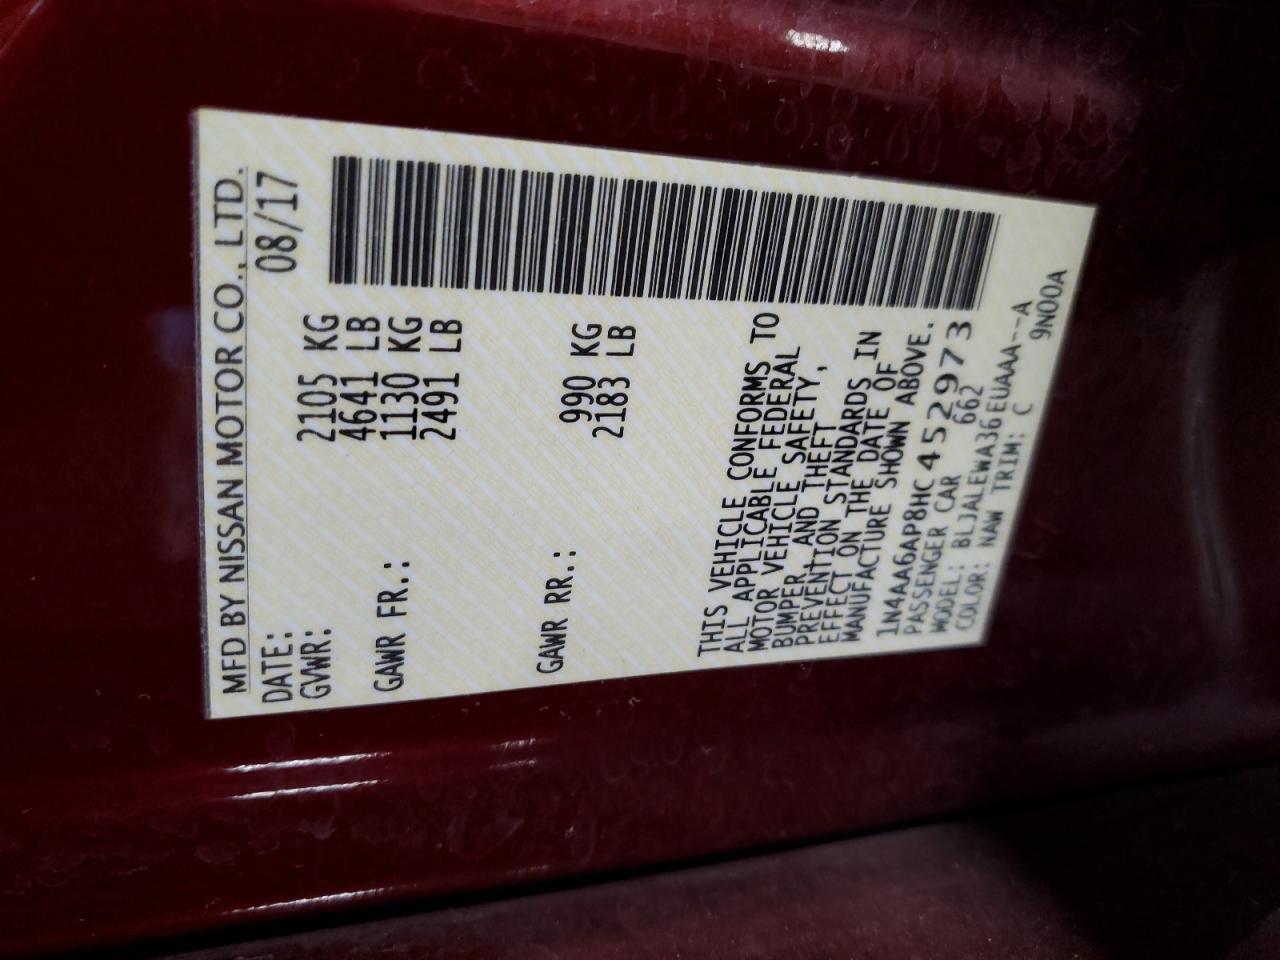 MFD BY NISSAN MOTOR CO., LTD.
DATE: 08/17
GVWR: 2105 KG
4641 LB
GAWR FR.: 1130 KG
2491 LB
GAWR RR.: 990 KG
2183 LB
THIS VEHICLE CONFORMS TO
ALL APPLICABLE FEDERAL
MOTOR VEHICLE SAFETY,
BUMPER, AND THEFT
PREVENTION STANDARDS IN
EFFECT ON THE DATE OF
MANUFACTURE SHOWN ABOVE.
1N4AA6AP8HC452973
PASSENGER CAR 662
MODEL: BLJALEWA36EUAAA--A
COLOR: NAW TRIM: C 9N00A